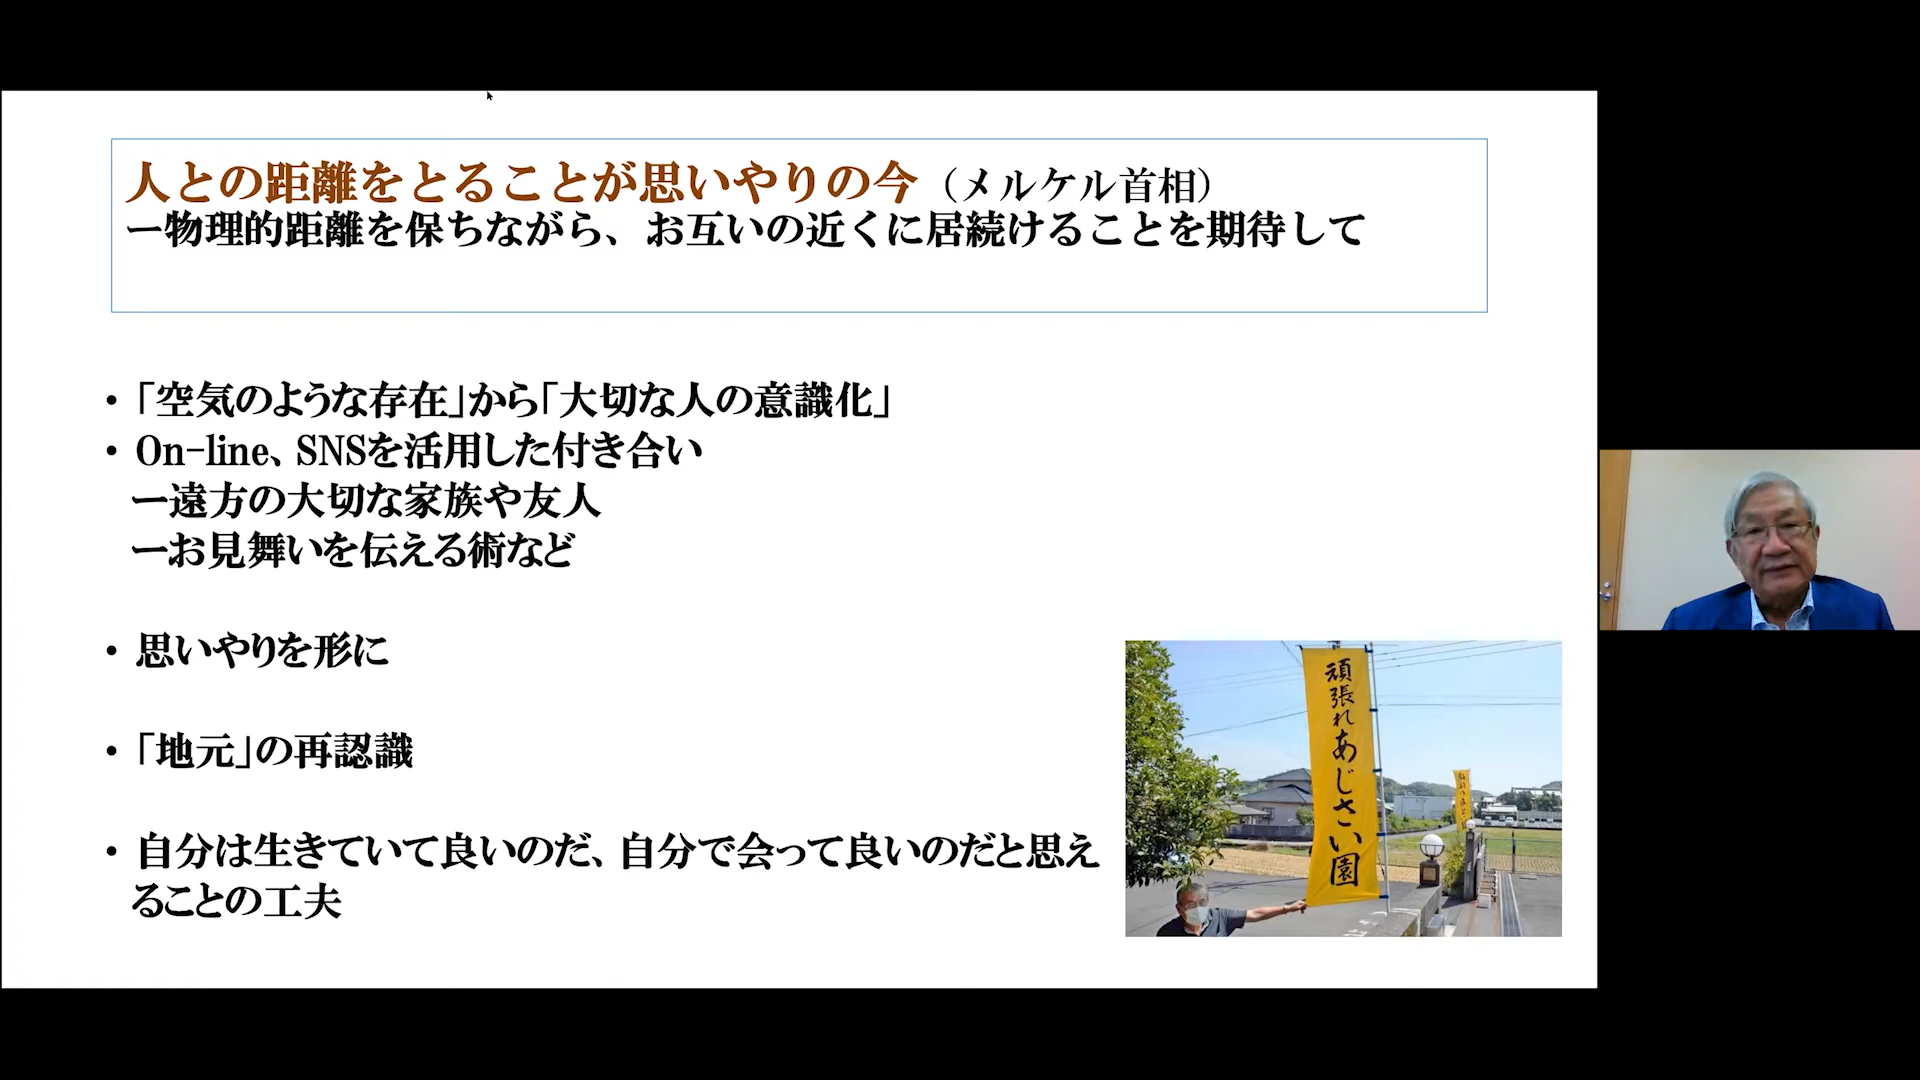 人との距離をとることが思いやりの今（メルケル首相）
ー物理的距離を保ちながら、お互いの近くに居続けることを期待して
・「空気のような存在」から「大切な人の意識化」
・On-line、SNSを活用した付き合い
ー遠方の大切な家族や友人
ーお見舞いを伝える術など
・思いやりを形に
・「地元」の再認識
・自分は生きていて良いのだ、自分で会って良いのだと思え
ることの工夫
頑張れあじさい園